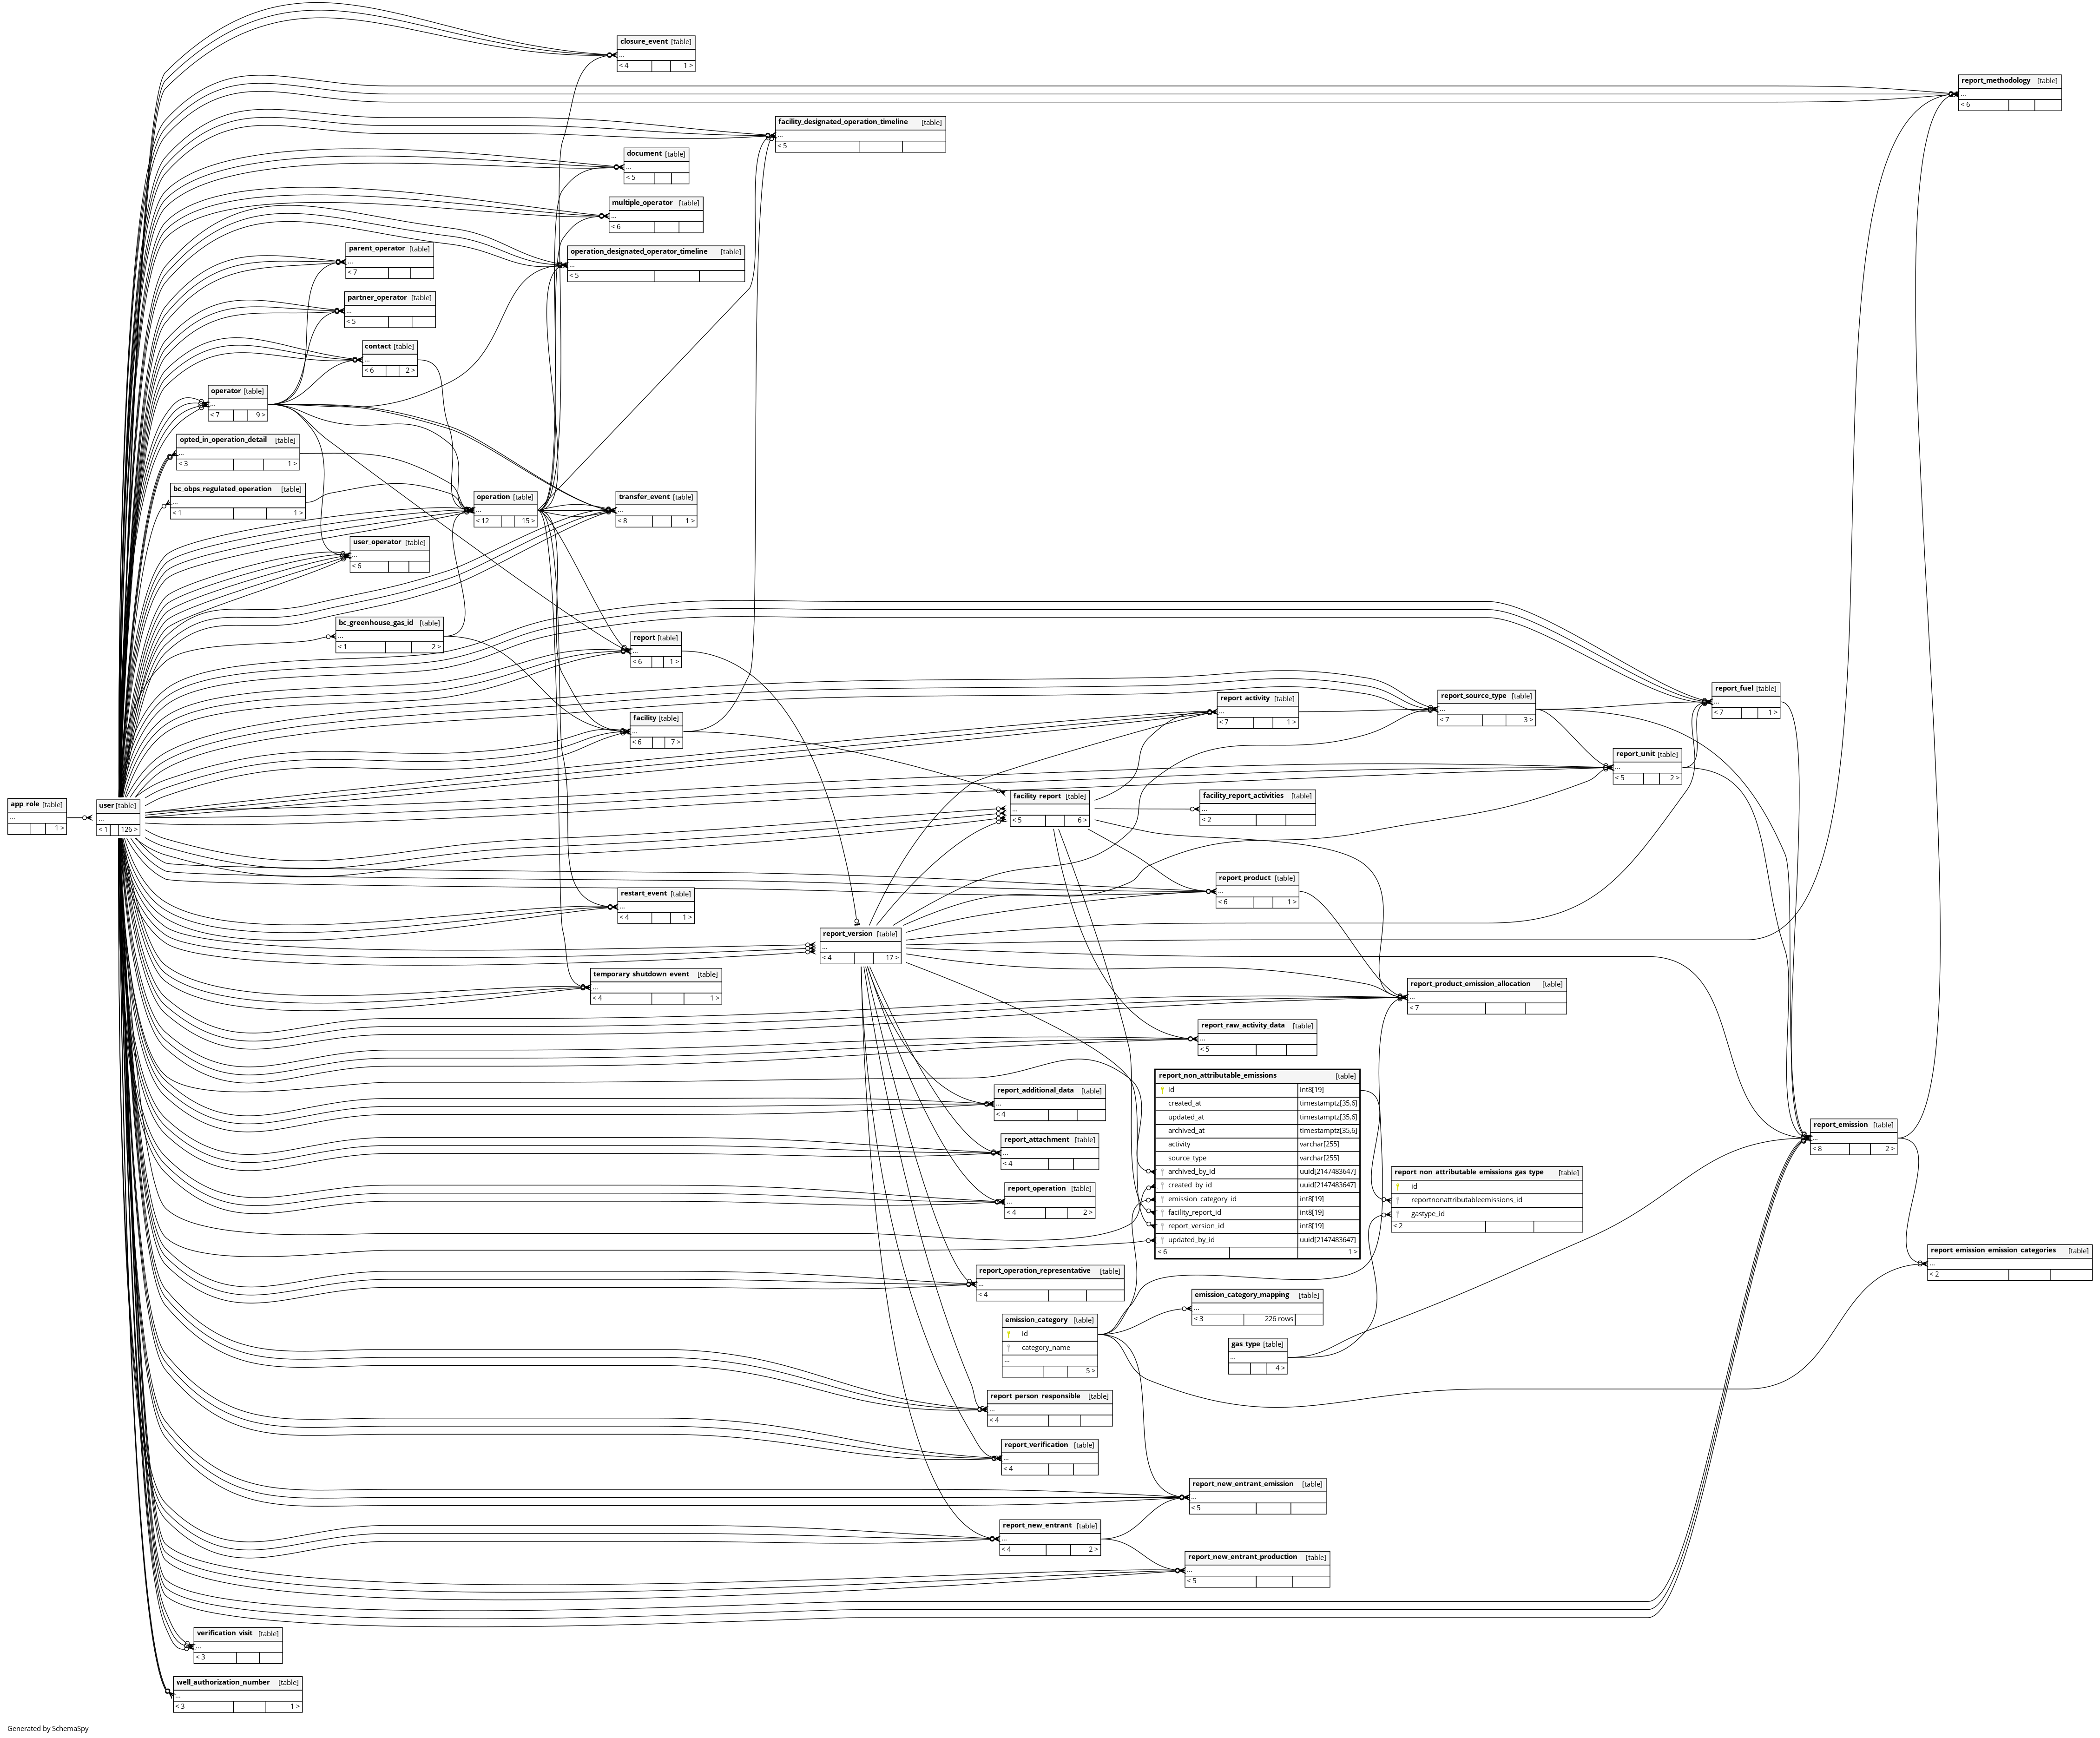 closure_event [table]
...
< 4 1 >
report_methodology [table]
...
< 6
facility_designated_operation_timeline [table]
...
< 5
document [table]
...
< 5
multiple_operator [table]
...
< 6
parent_operator [table]
...
< 7
operation_designated_operator_timeline [table]
...
< 5
partner_operator [table]
...
< 5
contact [table]
...
< 6 2 >
operator [table]
...
< 7 9 >
opted_in_operation_detail [table]
...
< 3 1 >
bc_obps_regulated_operation [table]
...
< 1 1 >
operation [table]
...
< 12 15 >
transfer_event [table]
...
< 8 1 >
user_operator [table]
...
< 6
bc_greenhouse_gas_id [table]
...
< 1 2 >
report [table]
...
< 6 1 >
facility [table]
...
< 6 7 >
report_activity [table]
...
< 7 1 >
report_source_type [table]
...
< 7 3 >
report_fuel [table]
...
< 7 1 >
report_unit [table]
...
< 5 2 >
app_role [table]
...
1 >
user [table]
...
< 1 126 >
facility_report [table]
...
< 5 6 >
facility_report_activities [table]
...
< 2
report_product [table]
...
< 6 1 >
restart_event [table]
...
< 4 1 >
report_version [table]
...
< 4 17 >
temporary_shutdown_event [table]
...
< 4 1 >
report_product_emission_allocation [table]
...
< 7
report_raw_activity_data [table]
...
< 5
report_non_attributable_emissions [table]
id int8[19]
created_at timestamptz[35,6]
updated_at timestamptz[35,6]
archived_at timestamptz[35,6]
activity varchar[255]
source_type varchar[255]
archived_by_id uuid[2147483647]
created_by_id uuid[2147483647]
emission_category_id int8[19]
facility_report_id int8[19]
report_version_id int8[19]
updated_by_id uuid[2147483647]
< 6 1 >
report_additional_data [table]
...
< 4
report_attachment [table]
...
< 4
report_operation [table]
...
< 4 2 >
report_emission [table]
...
< 8 2 >
report_non_attributable_emissions_gas_type [table]
id
reportnonattributableemissions_id
gastype_id
< 2
report_emission_emission_categories [table]
...
< 2
report_operation_representative [table]
...
< 4
emission_category_mapping [table]
...
< 3 226 rows
emission_category [table]
id
category_name
...
5 >
gas_type [table]
...
4 >
report_person_responsible [table]
...
< 4
report_verification [table]
...
< 4
report_new_entrant_emission [table]
...
< 5
report_new_entrant [table]
...
< 4 2 >
report_new_entrant_production [table]
...
< 5
verification_visit [table]
...
< 3
well_authorization_number [table]
...
< 3 1 >
Generated by SchemaSpy